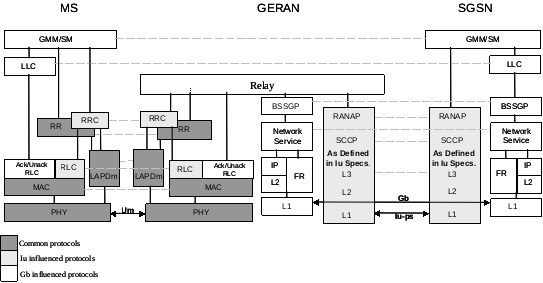 MS GERAN SGSN
GMM/SM GMM/SM
LLC LLC
Relay
BSSGP RANAP RANAP BSSGP
RRC RRC
RR RR
Network
Service
SCCP SCCP
Network
Service
As Defined
in Iu Specs.
As Defined
in Iu Specs.
Ack/Unack
RLC
RLC LAPDm LAPDm RLC
Ack/Unack
RLC
IP
L2
FR
L3 L3
FR
IP
L2
MAC MAC
L2 L2
PHY Um PHY
L1 Gb L1
L1 Iu-ps L1
Common protocols
Iu influenced protocols
Gb influenced protocols